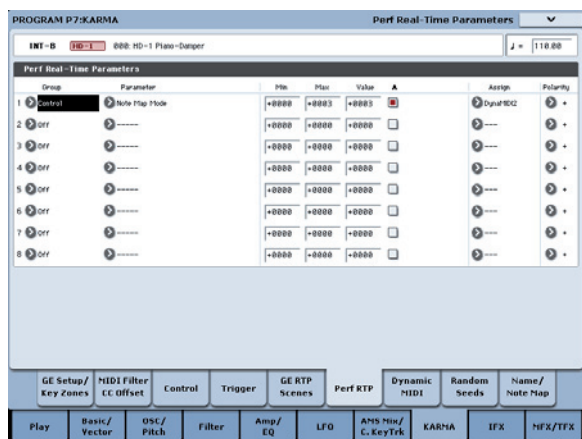 PROGRAM P7:KARMA Perf Real-Time Parameters
INT-B HD-1 000: HD-1 Piano-Damper ♩ = 110.00
Perf Real-Time Parameters
Group Parameter Min Max Value A Assign Polarity
1 Control Note Map Mode +0000 +0003 +0003 DynaMIDI2 +
2 Off ----- +0000 +0000 +0000 --- +
3 Off ----- +0000 +0000 +0000 --- +
4 Off ----- +0000 +0000 +0000 --- +
5 Off ----- +0000 +0000 +0000 --- +
6 Off ----- +0000 +0000 +0000 --- +
7 Off ----- +0000 +0000 +0000 --- +
8 Off ----- +0000 +0000 +0000 --- +
GE Setup/ MIDI Filter Control Trigger GE RTP Perf RTP Dynamic Random Name/
Key Zones CC Offset Scenes MIDI Seeds Note Map
Play Basic/ OSC/ Filter Amp/ LFO AMS Mix/ KARMA IFX MFX/TFX
Vector Pitch EQ C.KeyTrk